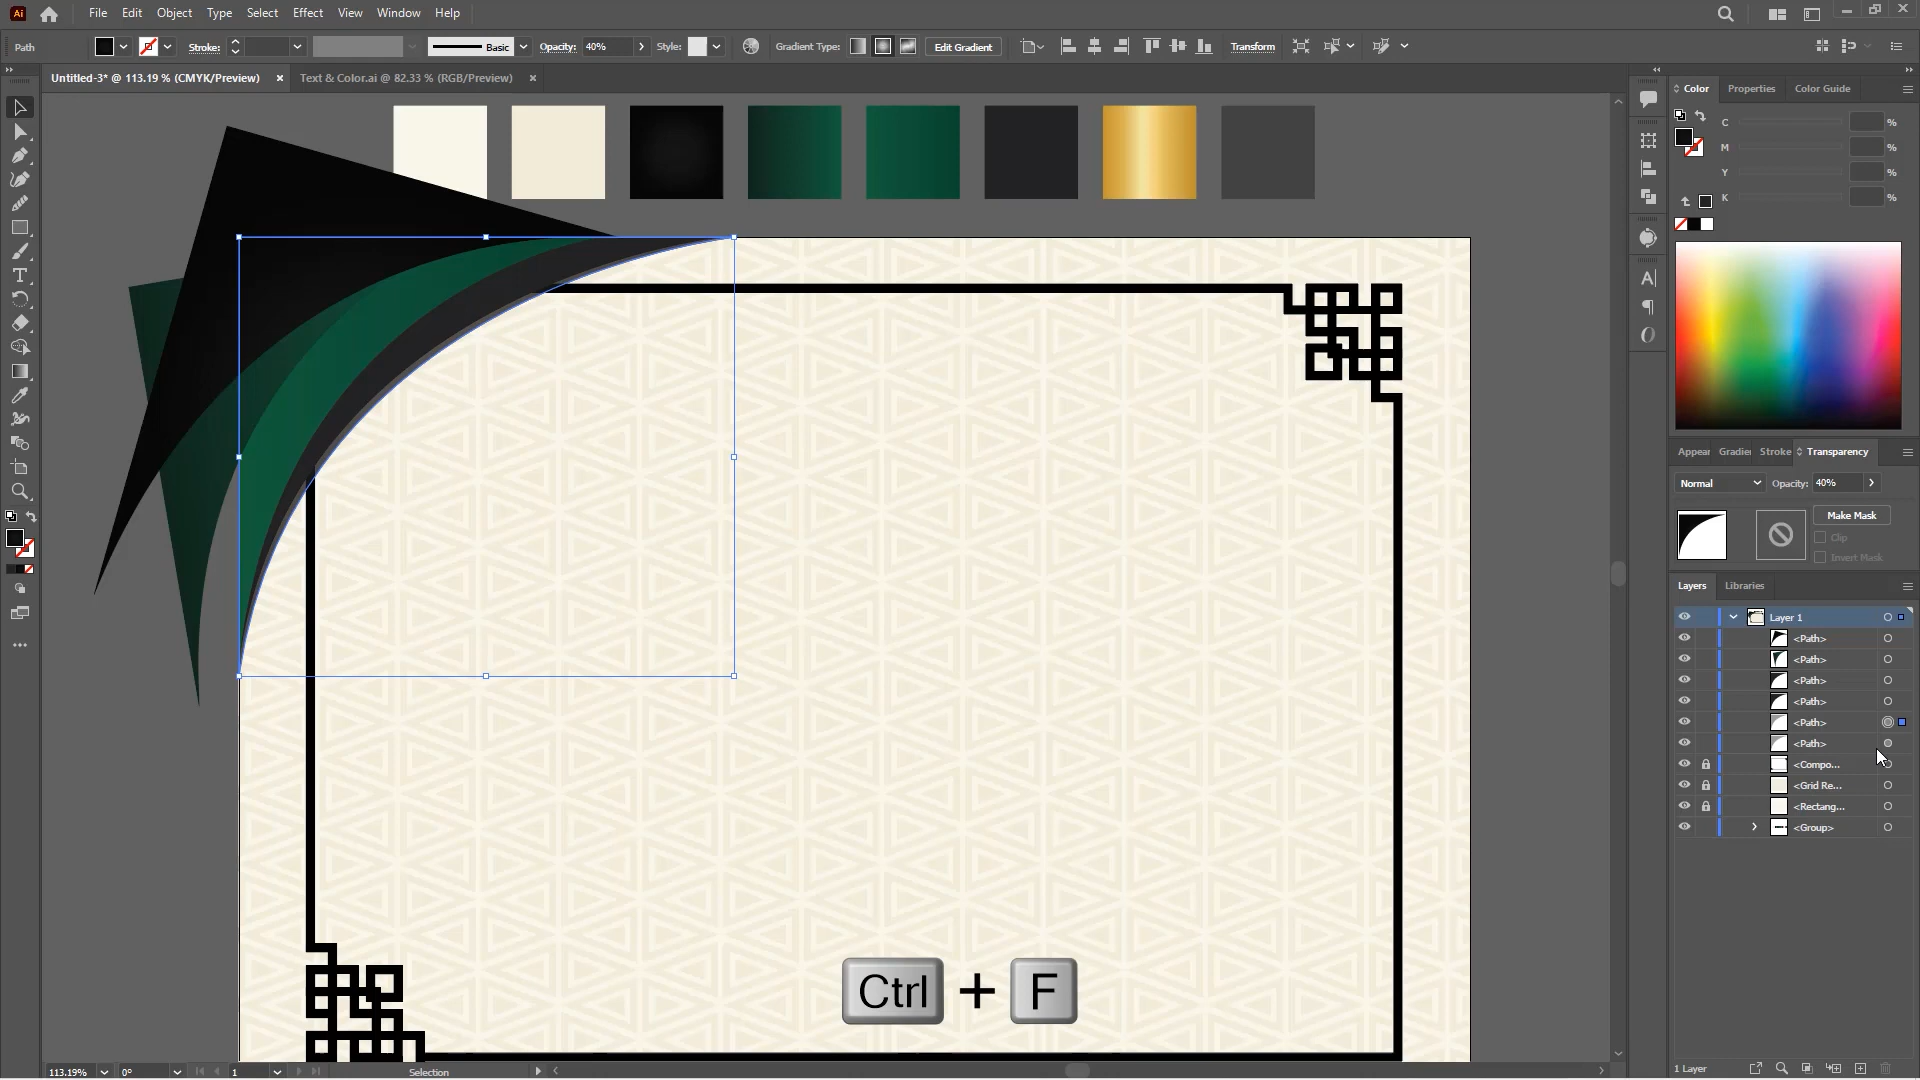 Ai
File Edit Object Type Select Effect View Window Help
Path
Stroke:
Basic
Opacity: 40%
Style:
Gradient Type:
Edit Gradient
Transform
Untitled-3* @ 113.19 % (CMYK/Preview)
Text & Color.ai @ 82.33 % (RGB/Preview)
Color Properties Color Guide
C %
M %
Y %
K %
Appear Gradie Stroke Transparency
Normal Opacity: 40%
Make Mask
Clip
Invert Mask
Layers Libraries
Layer 1
<Path>
<Path>
<Path>
<Path>
<Path>
<Path>
<Compo...
<Grid Re...
<Rectang...
<Group>
Ctrl + F
113.19% 0° 1 Selection
1 Layer